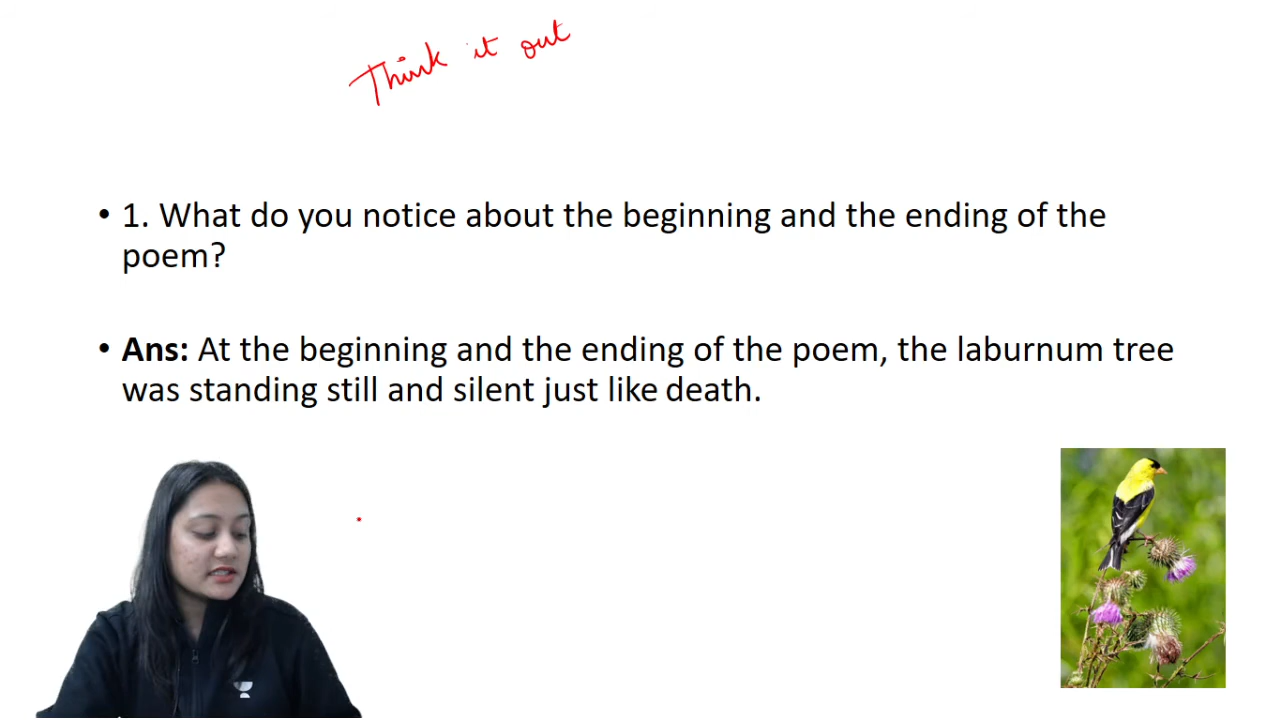 Think it out
• 1. What do you notice about the beginning and the ending of the
poem?
• Ans: At the beginning and the ending of the poem, the laburnum tree
was standing still and silent just like death.